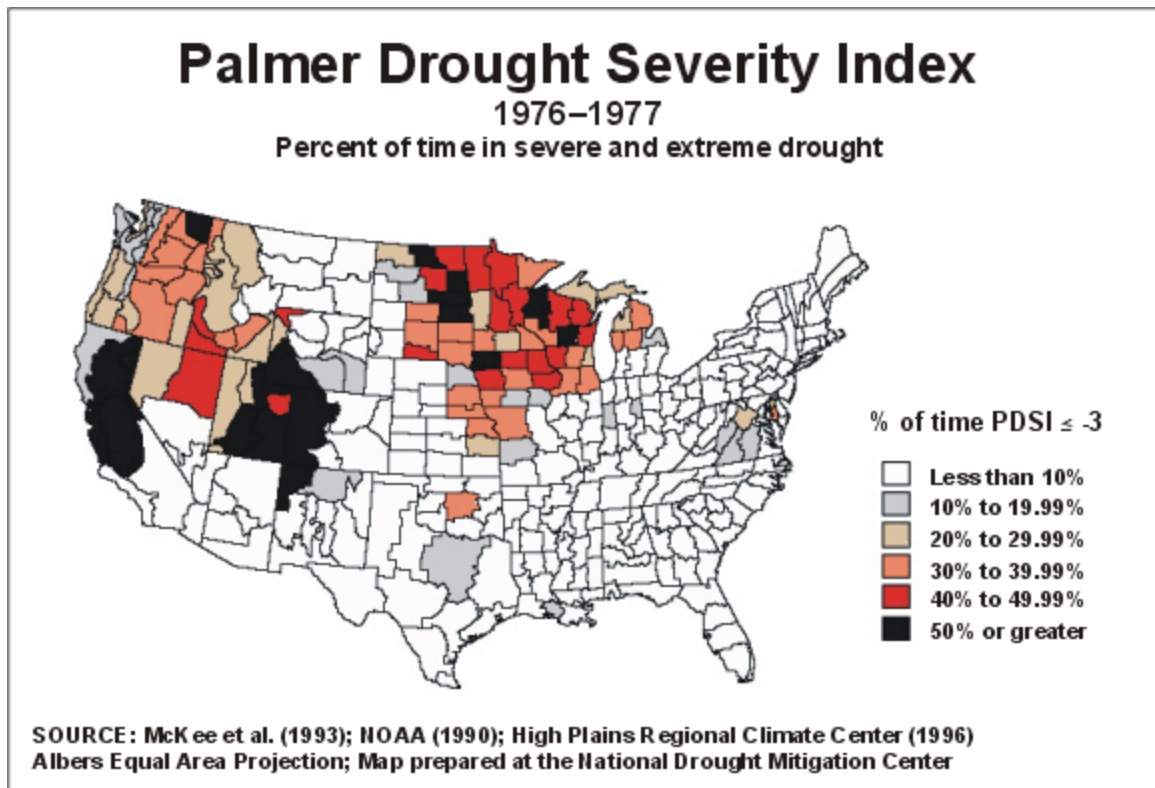 Palmer Drought Severity Index
1976–1977
Percent of time in severe and extreme drought
% of time PDSI ≤ -3
Less than 10%
10% to 19.99%
20% to 29.99%
30% to 39.99%
40% to 49.99%
50% or greater
SOURCE: McKee et al. (1993); NOAA (1990); High Plains Regional Climate Center (1996)
Albers Equal Area Projection; Map prepared at the National Drought Mitigation Center